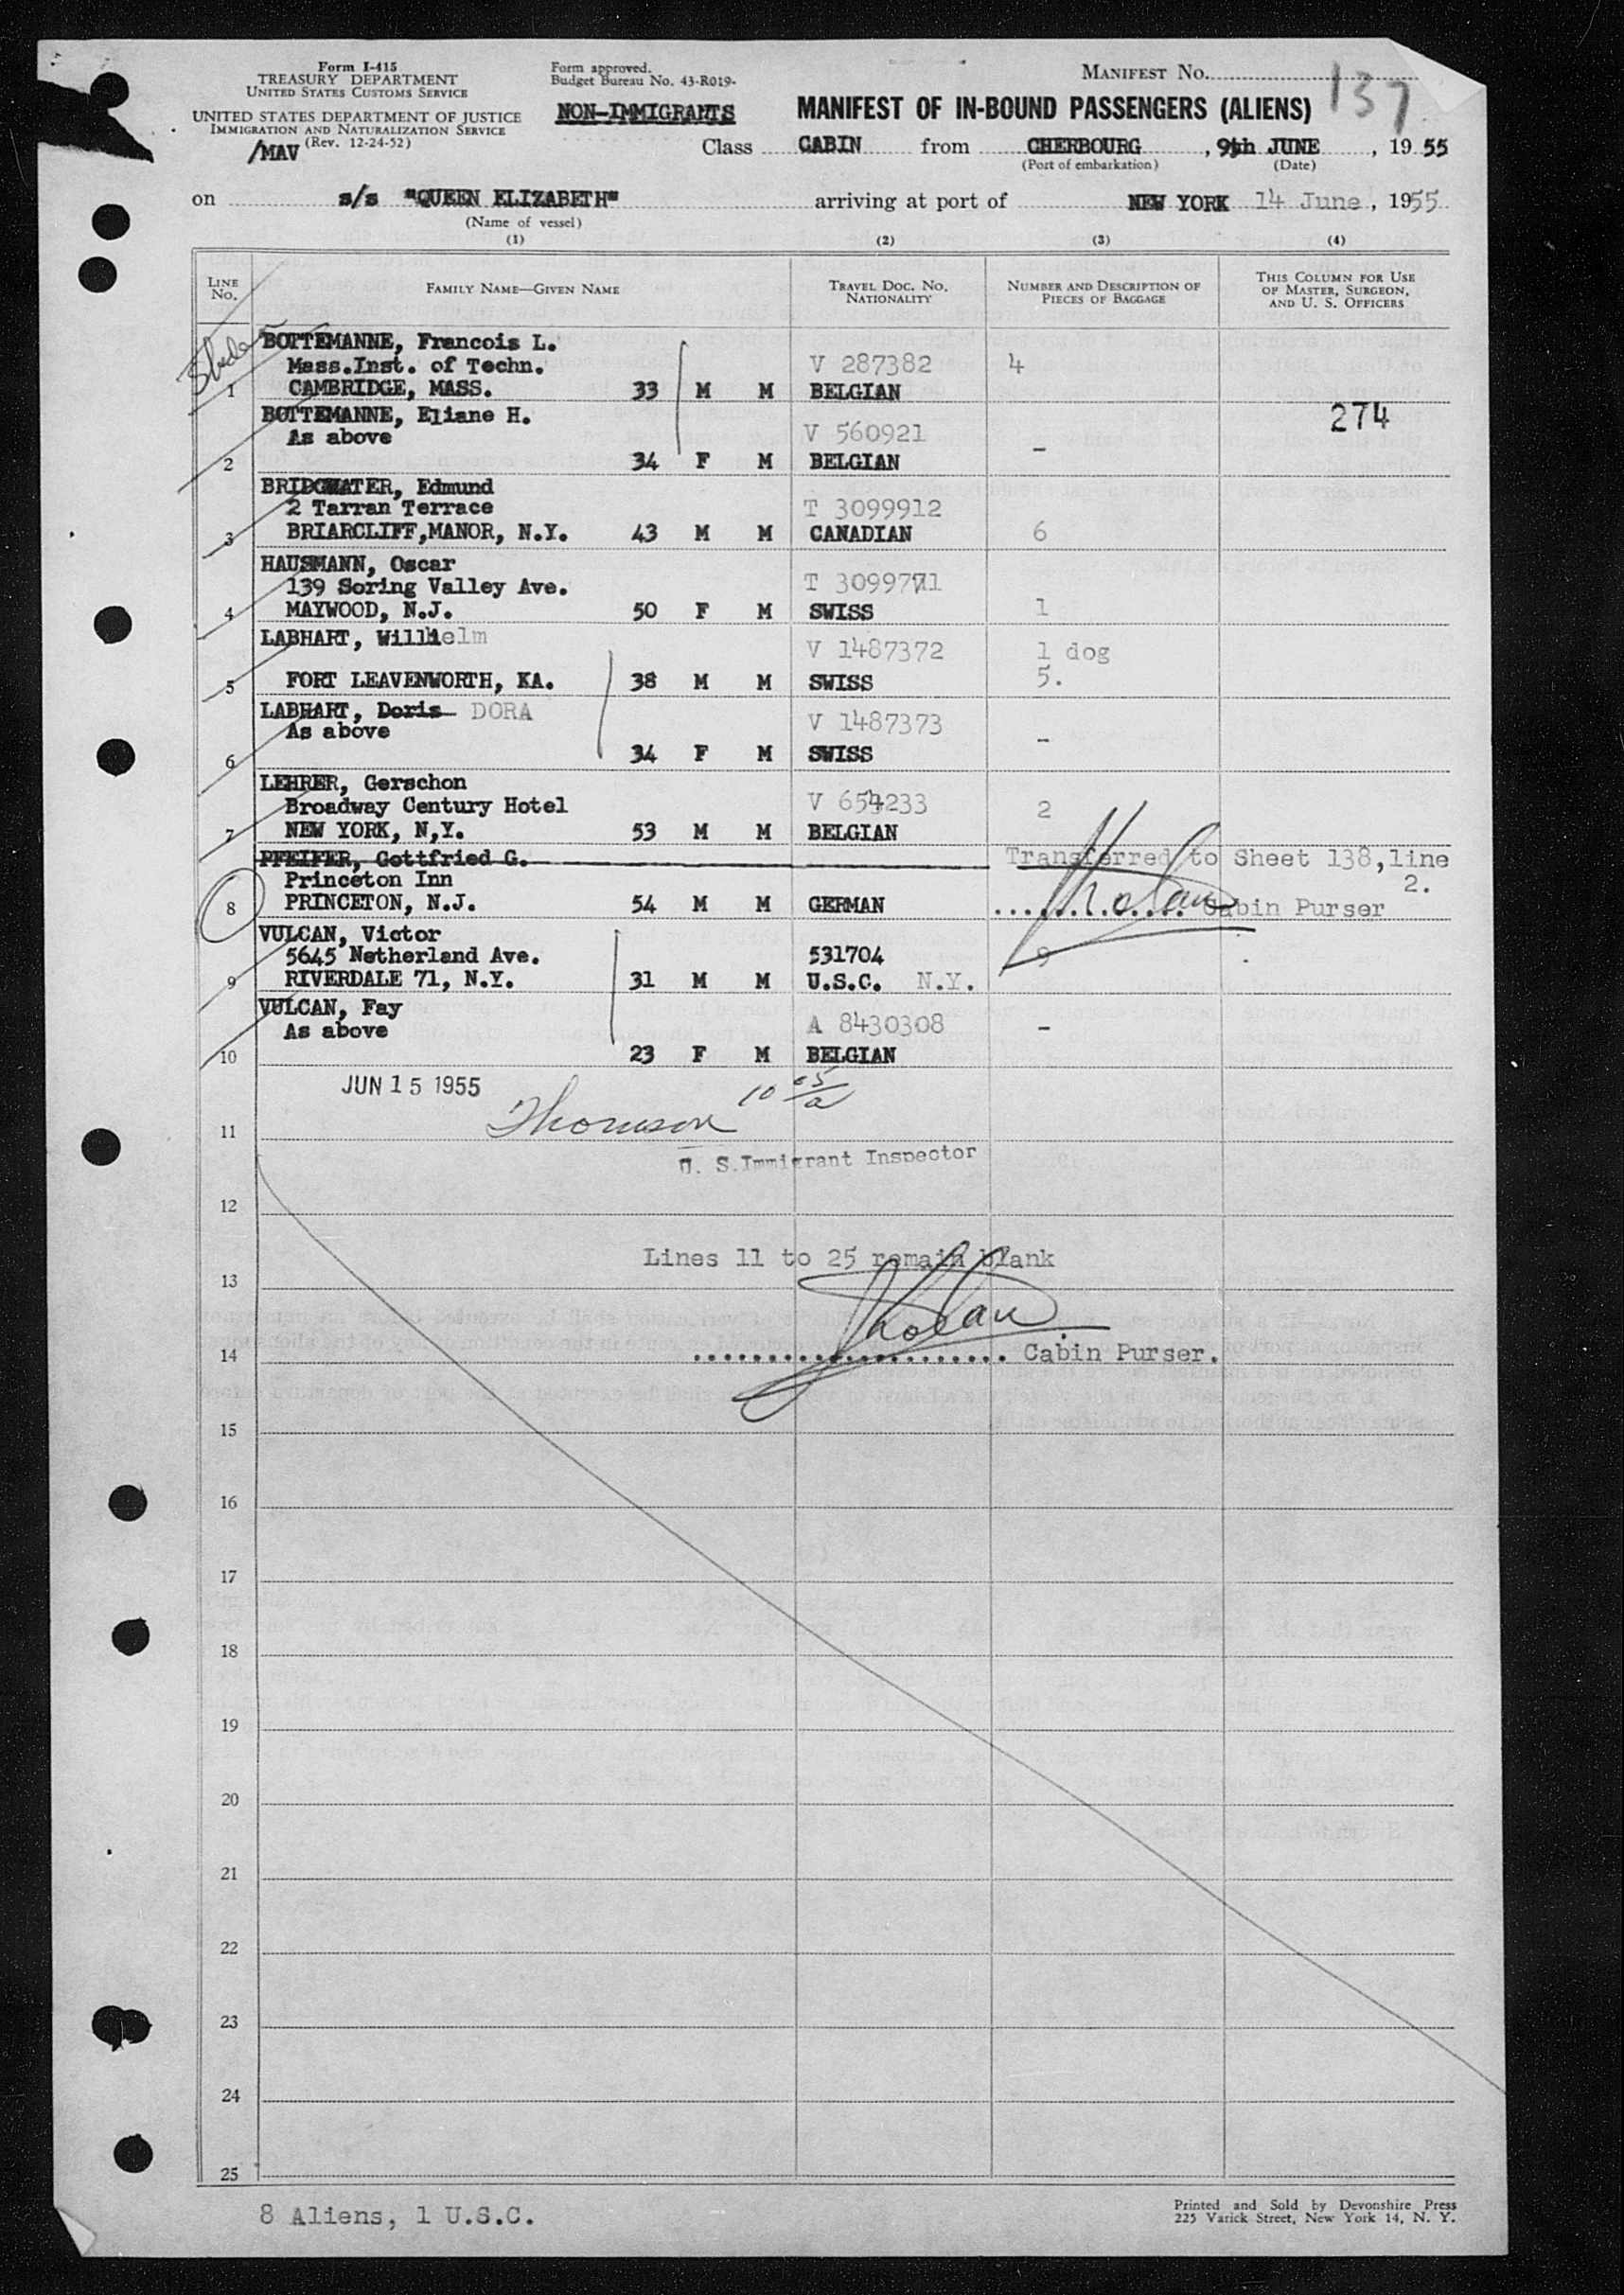 Form I-415
TREASURY DEPARTMENT
UNITED STATES CUSTOMS SERVICE
UNITED STATES DEPARTMENT OF JUSTICE
IMMIGRATION AND NATURALIZATION SERVICE
(Rev. 12-24-52)
/MAV
Form approved.
Budget Bureau No. 43-R019-
NON-IMMIGRANTS
MANIFEST No. 137
MANIFEST OF IN-BOUND PASSENGERS (ALIENS)
Class CABIN from CHERBOURG, 9th JUNE, 19 55
(Port of embarkation) (Date)
on s/s "QUEEN ELIZABETH" arriving at port of NEW YORK 14 June, 1955
(Name of vessel)
(1) (2) (3) (4)
LINE No. FAMILY NAME—GIVEN NAME TRAVEL DOC. NO. NATIONALITY NUMBER AND DESCRIPTION OF PIECES OF BAGGAGE THIS COLUMN FOR USE OF MASTER, SURGEON, AND U. S. OFFICERS
BOTTEMANNE, Francois L.
Mass.Inst. of Techn. V 287382 4
1 CAMBRIDGE, MASS. 33 M M BELGIAN
BOTTEMANNE, Eliane H. 274
As above V 560921 -
2 34 F M BELGIAN
BRIDGWATER, Edmund
2 Tarran Terrace T 3099912
3 BRIARCLIFF,MANOR, N.Y. 43 M M CANADIAN 6
HAUSMANN, Oscar
139 Soring Valley Ave.
4 MAYWOOD, N.J. 50 F M SWISS 1
LABHART, Willhelm V 1487372 1 dog
5 FORT LEAVENWORTH, KA. 38 M M SWISS 5.
LABHART, Doris DORA V 1487373
As above -
6 34 F M SWISS
LEHRER, Gerschon
Broadway Century Hotel V 654233 2
7 NEW YORK, N,Y. 53 M M BELGIAN
PFEIFER, Gottfried G. Transferred to Sheet 138, line 2.
Princeton Inn
8 PRINCETON, N.J. 54 M M GERMAN .............. Cabin Purser
VULCAN, Victor
5645 Netherland Ave. 531704 9
9 RIVERDALE 71, N.Y. 31 M M U.S.C. N.Y.
VULCAN, Fay
As above A 8430308 -
10 23 F M BELGIAN
JUN 15 1955
Thomson 10 05/a
11
U. S.Immigrant Inspector
12
Lines 11 to 25 remain blank
13
14 ..................... Cabin Purser.
15
16
17
18
19
20
21
22
23
24
25
8 Aliens, 1 U.S.C.
Printed and Sold by Devonshire Press
225 Varick Street, New York 14, N. Y.